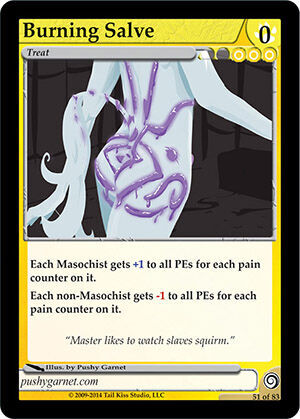 Burning Salve
0
Treat
Each Masochist gets +1 to all PEs for each pain
counter on it.
Each non-Masochist gets -1 to all PEs for each
pain counter on it.
“Master likes to watch slaves squirm.”
Illus. by Pushy Garnet
pushygarnet.com
51 of 83
© 2009-2014 Tail Kiss Studio, LLC